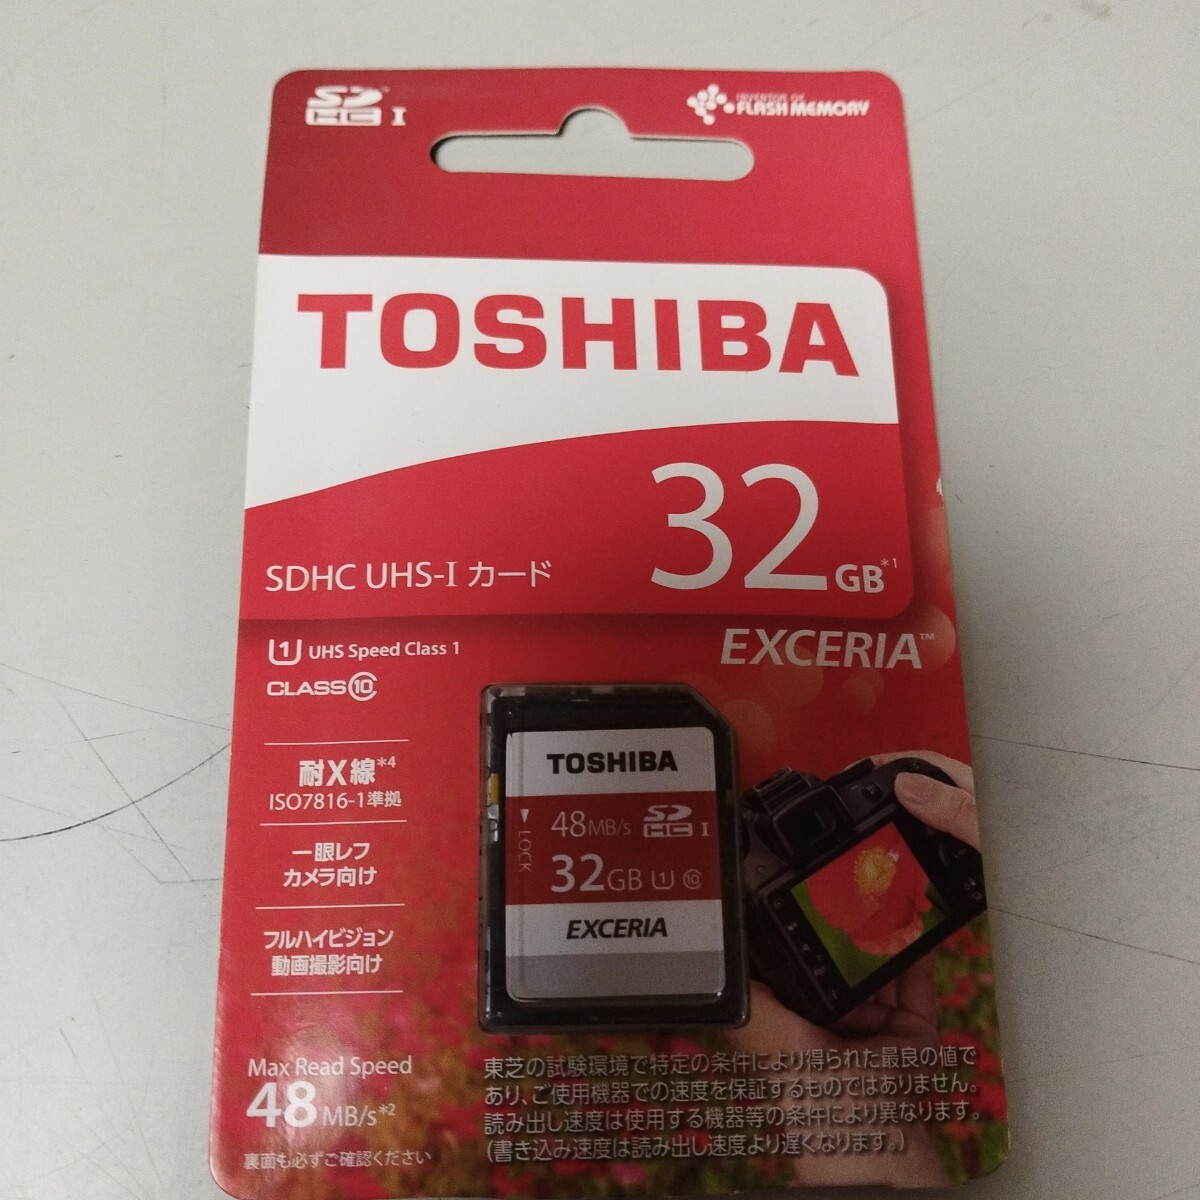 SD HC I
INVENTOR OF
FLASH MEMORY
TOSHIBA
32GB*1
SDHC UHS-I カード
EXCERIA™
1 UHS Speed Class 1
CLASS10
耐X線*4
ISO7816-1準拠
一眼レフ
カメラ向け
フルハイビジョン
動画撮影向け
Max Read Speed
48MB/s*2
裏面も必ずご確認ください
TOSHIBA
48MB/s SD HC I
LOCK
32GB 1 10
EXCERIA
東芝の試験環境で特定の条件により得られた最良の値で
あり、ご使用機器での速度を保証するものではありません。
読み出し速度は使用する機器等の条件により異なります。
(書き込み速度は読み出し速度より遅くなります。)